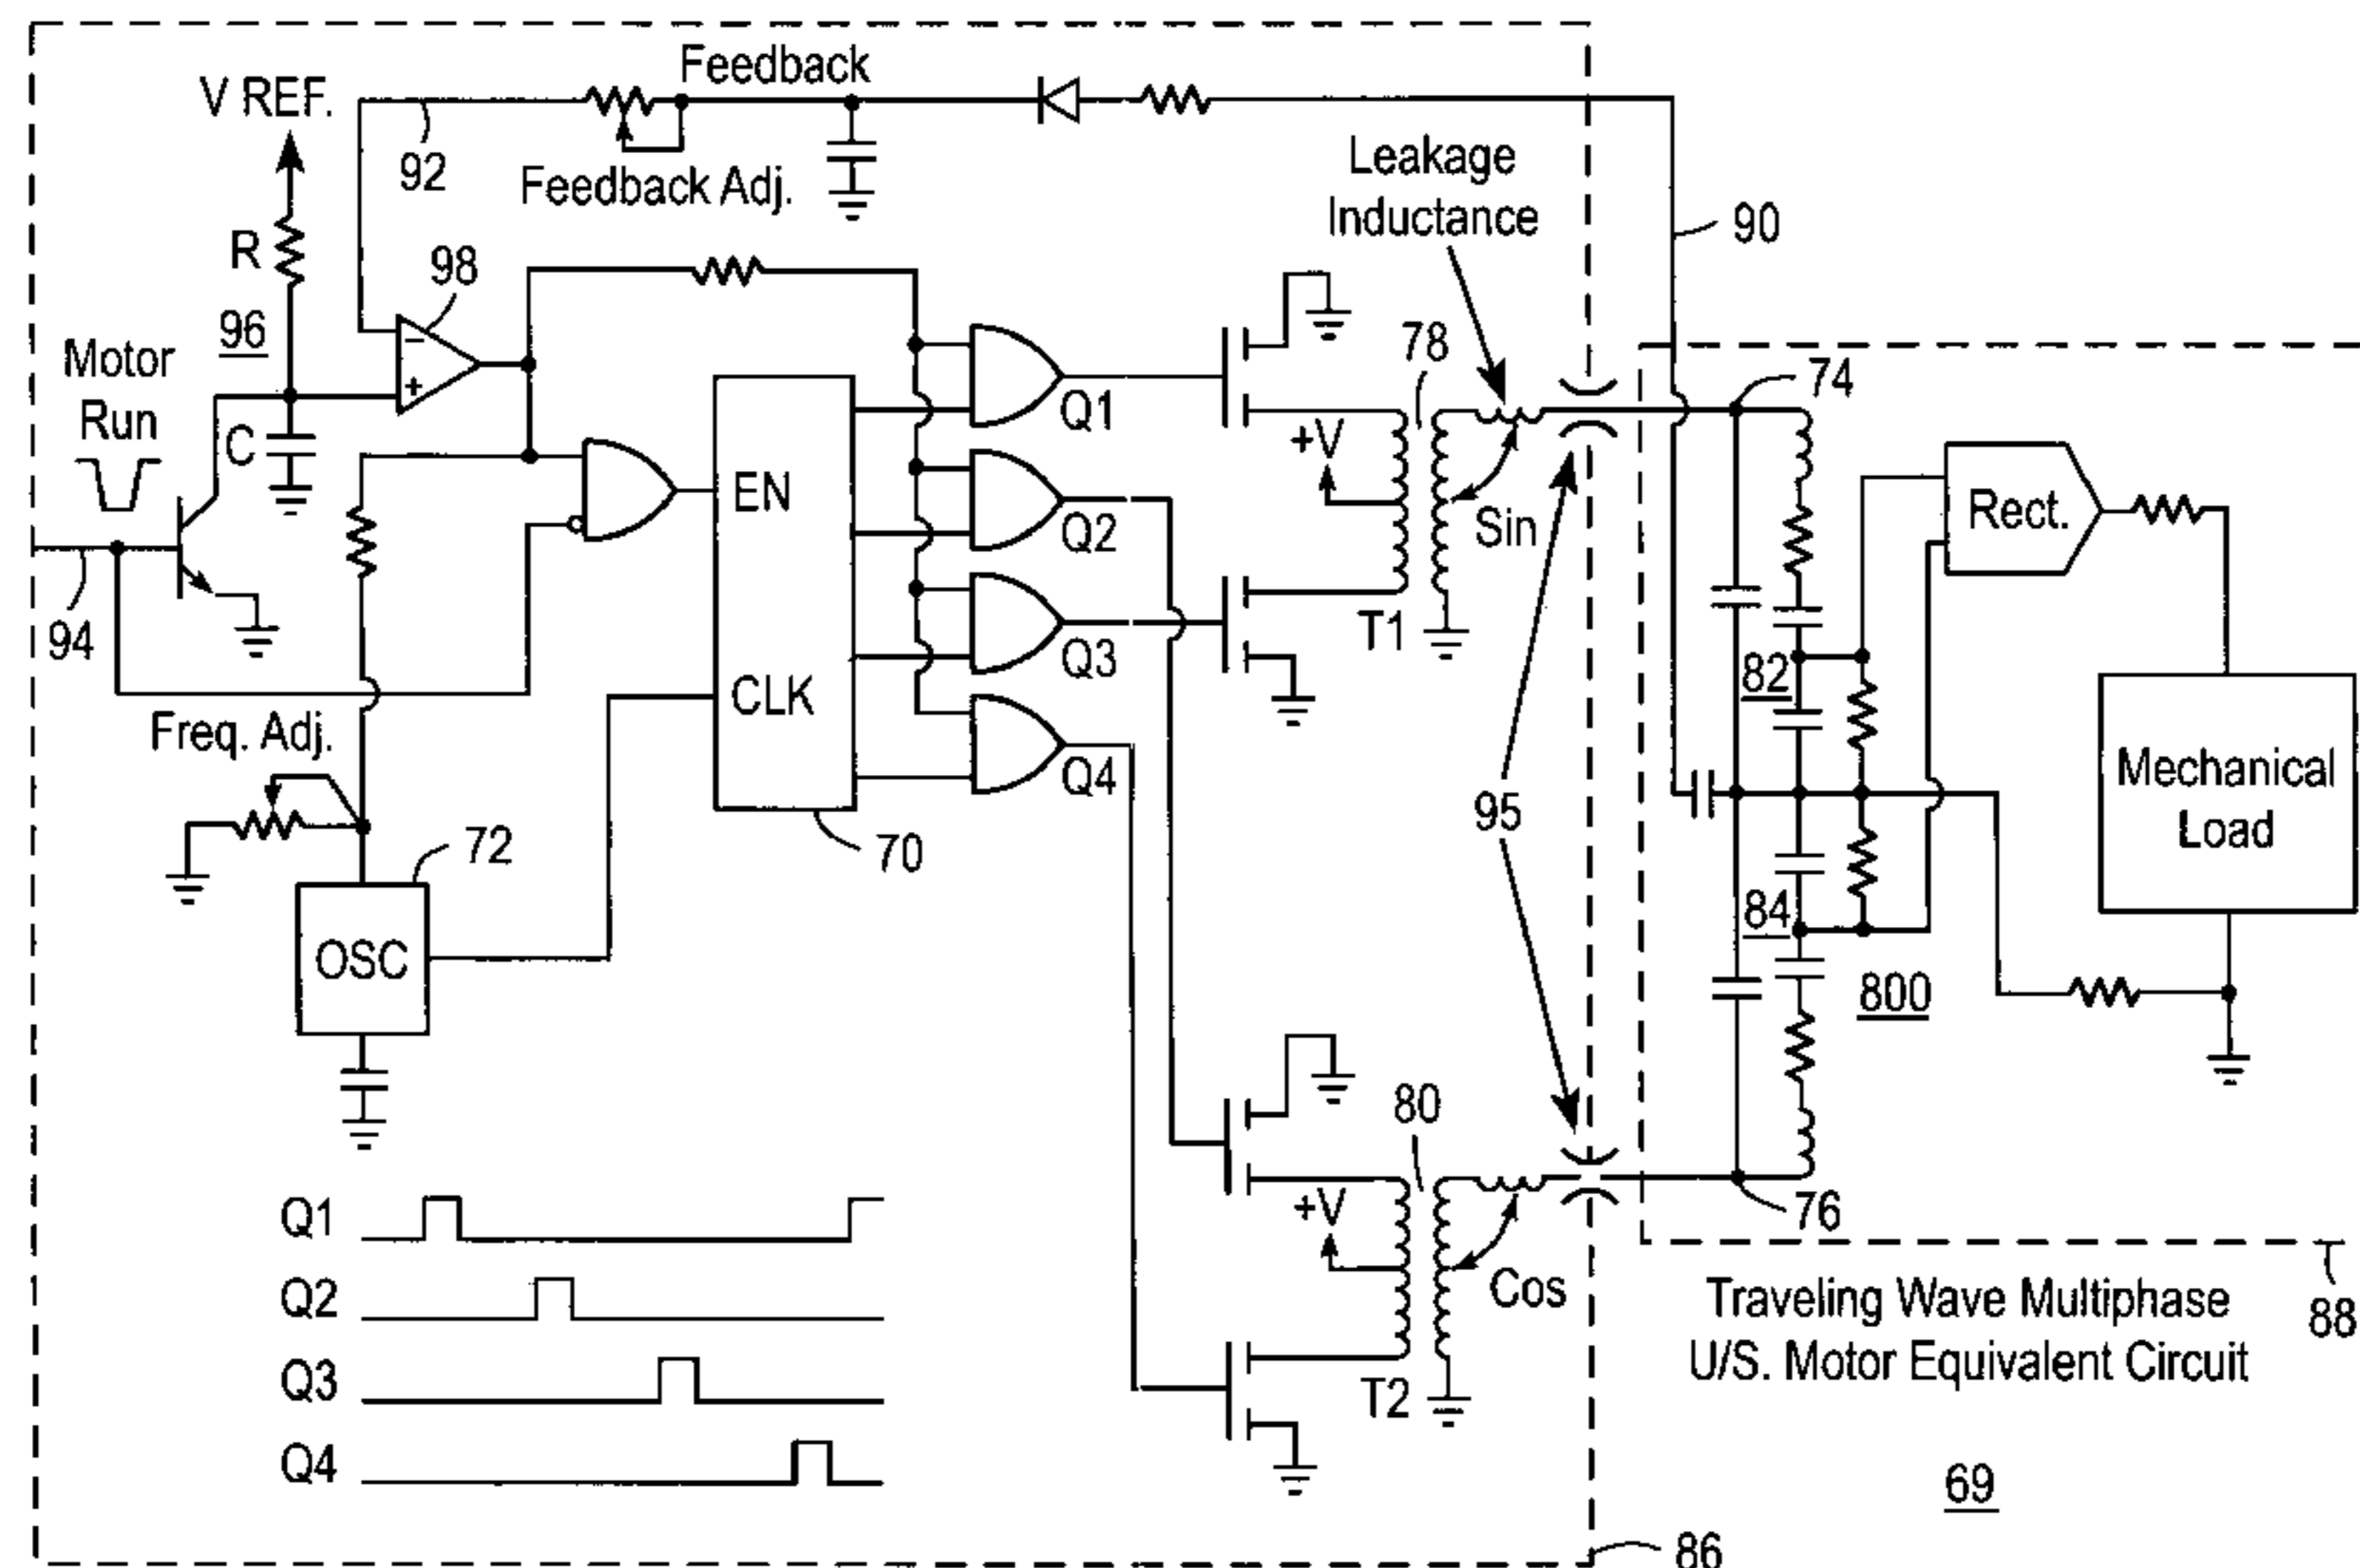 Feedback
V REF.
92
Feedback Adj.
Leakage
Inductance
90
R
98
96
Motor
Run
C
78
74
Q1
+V
EN
Q2
Sin
Rect.
94
T1
Q3
82
CLK
Freq. Adj.
Q4
95
Mechanical
Load
72
70
84
OSC
800
80
+V
76
Q1
Cos
Q2
Traveling Wave Multiphase
U/S. Motor Equivalent Circuit
88
Q3
T2
Q4
69
86